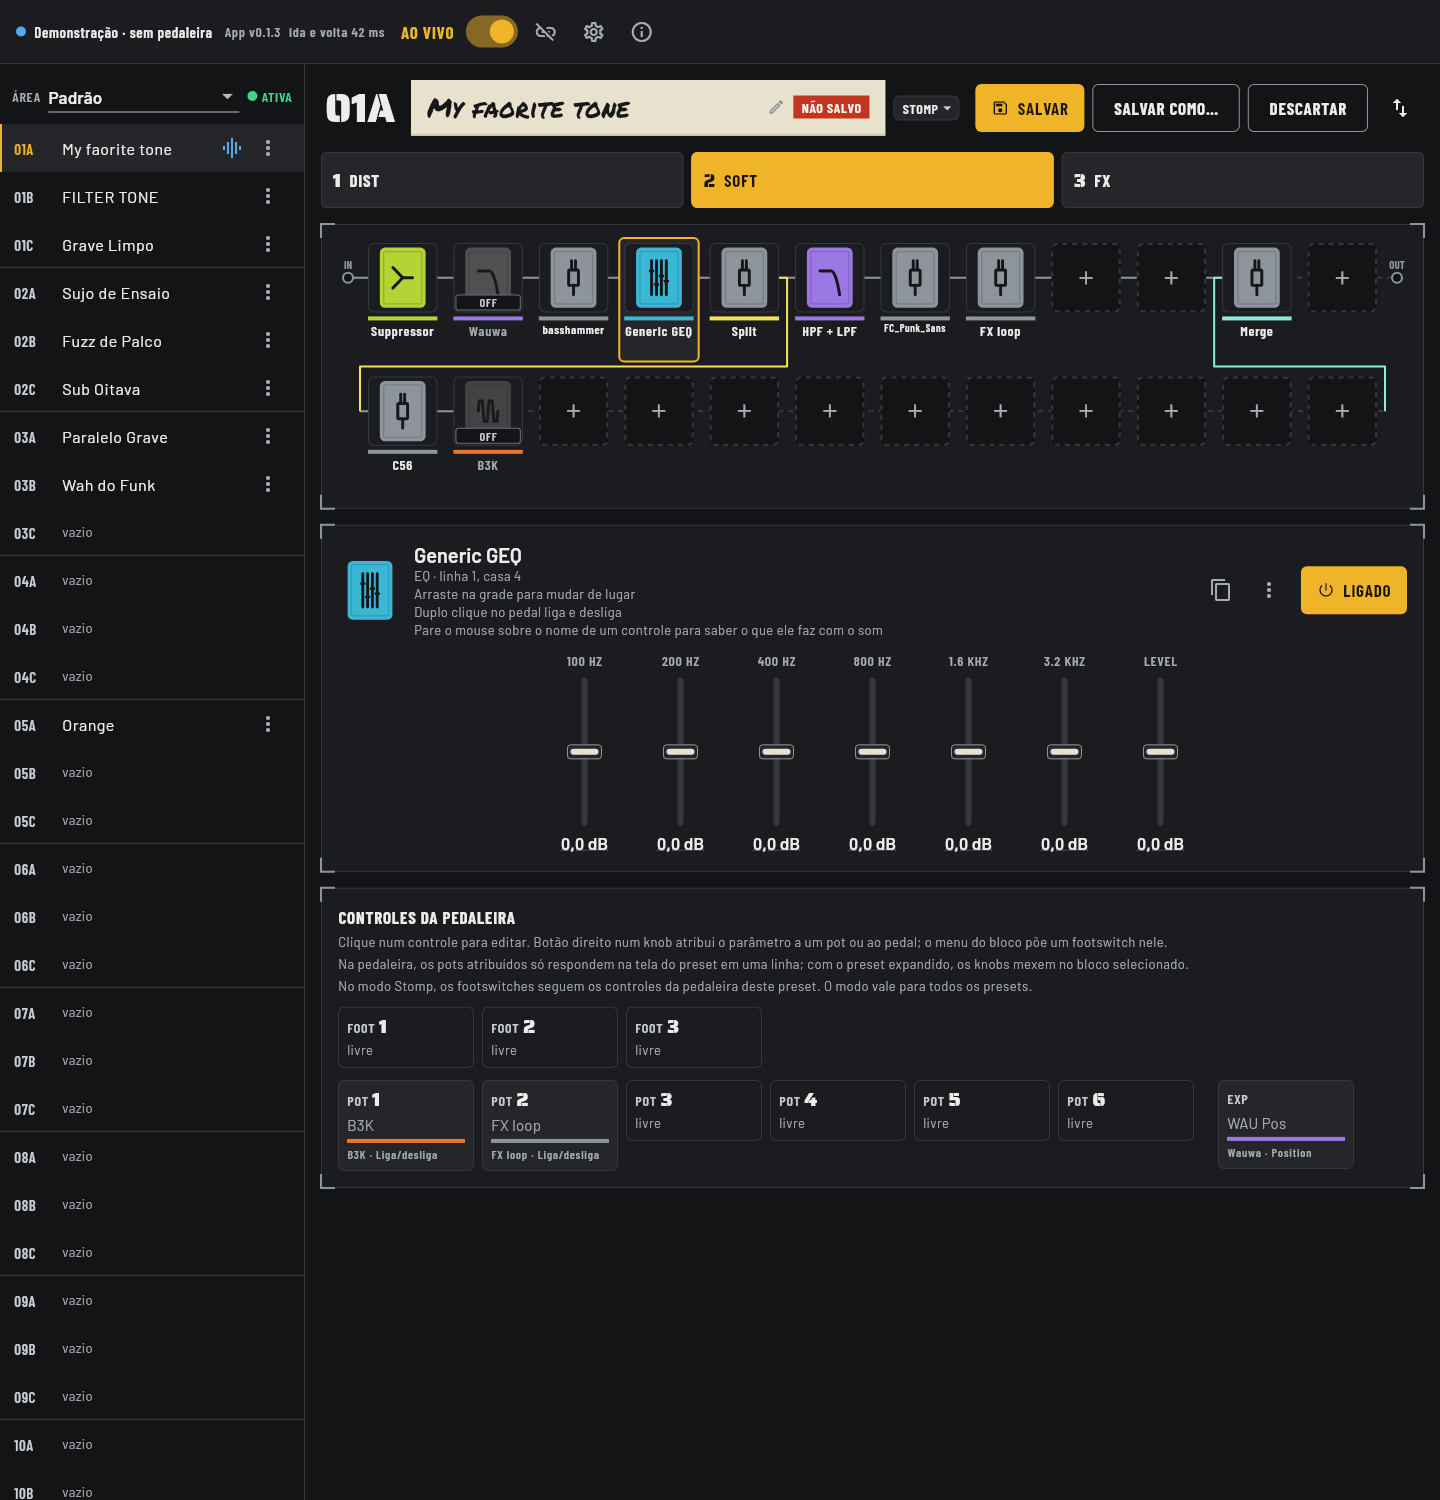 Demonstração · sem pedaleira App v0.1.3 Ida e volta 42 ms AO VIVO
ÁREA Padrão ATIVA
01A My faorite tone
01B FILTER TONE
01C Grave Limpo
02A Sujo de Ensaio
02B Fuzz de Palco
02C Sub Oitava
03A Paralelo Grave
03B Wah do Funk
03C vazio
04A vazio
04B vazio
04C vazio
05A Orange
05B vazio
05C vazio
06A vazio
06B vazio
06C vazio
07A vazio
07B vazio
07C vazio
08A vazio
08B vazio
08C vazio
09A vazio
09B vazio
09C vazio
10A vazio
10B vazio
01A My faorite tone NÃO SALVO STOMP SALVAR SALVAR COMO... DESCARTAR
1 DIST 2 SOFT 3 FX
IN OUT
OFF
Suppressor Wauwa basshammer Generic GEQ Split HPF + LPF FC_Punk_Sans FX loop Merge
OFF
C56 B3K
Generic GEQ
EQ · linha 1, casa 4
Arraste na grade para mudar de lugar
Duplo clique no pedal liga e desliga
Pare o mouse sobre o nome de um controle para saber o que ele faz com o som
LIGADO
100 HZ 200 HZ 400 HZ 800 HZ 1.6 KHZ 3.2 KHZ LEVEL
0,0 dB 0,0 dB 0,0 dB 0,0 dB 0,0 dB 0,0 dB 0,0 dB
CONTROLES DA PEDALEIRA
Clique num controle para editar. Botão direito num knob atribui o parâmetro a um pot ou ao pedal; o menu do bloco põe um footswitch nele.
Na pedaleira, os pots atribuídos só respondem na tela do preset em uma linha; com o preset expandido, os knobs mexem no bloco selecionado.
No modo Stomp, os footswitches seguem os controles da pedaleira deste preset. O modo vale para todos os presets.
FOOT 1 FOOT 2 FOOT 3
livre livre livre
POT 1 POT 2 POT 3 POT 4 POT 5 POT 6 EXP
B3K FX loop livre livre livre livre WAU Pos
B3K · Liga/desliga FX loop · Liga/desliga Wauwa · Position